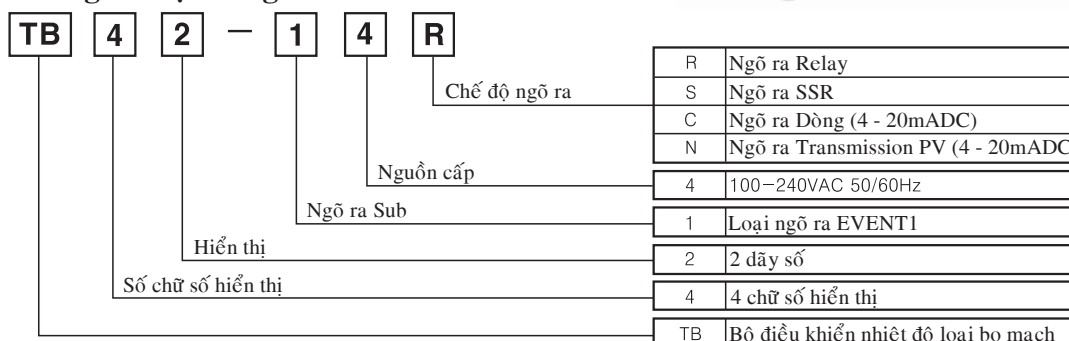 TB 4 2 - 1 4 R
R Ngõ ra Relay
Chế độ ngõ ra
S Ngõ ra SSR
C Ngõ ra Dòng (4 - 20mADC)
N Ngõ ra Transmission PV (4 - 20mADC
Nguồn cấp
4 100-240VAC 50/60Hz
Ngõ ra Sub
1 Loại ngõ ra EVENT1
Hiển thị
2 2 dãy số
Số chữ số hiển thị
4 4 chữ số hiển thị
TB Bộ điều khiển nhiệt độ loại bo mạch